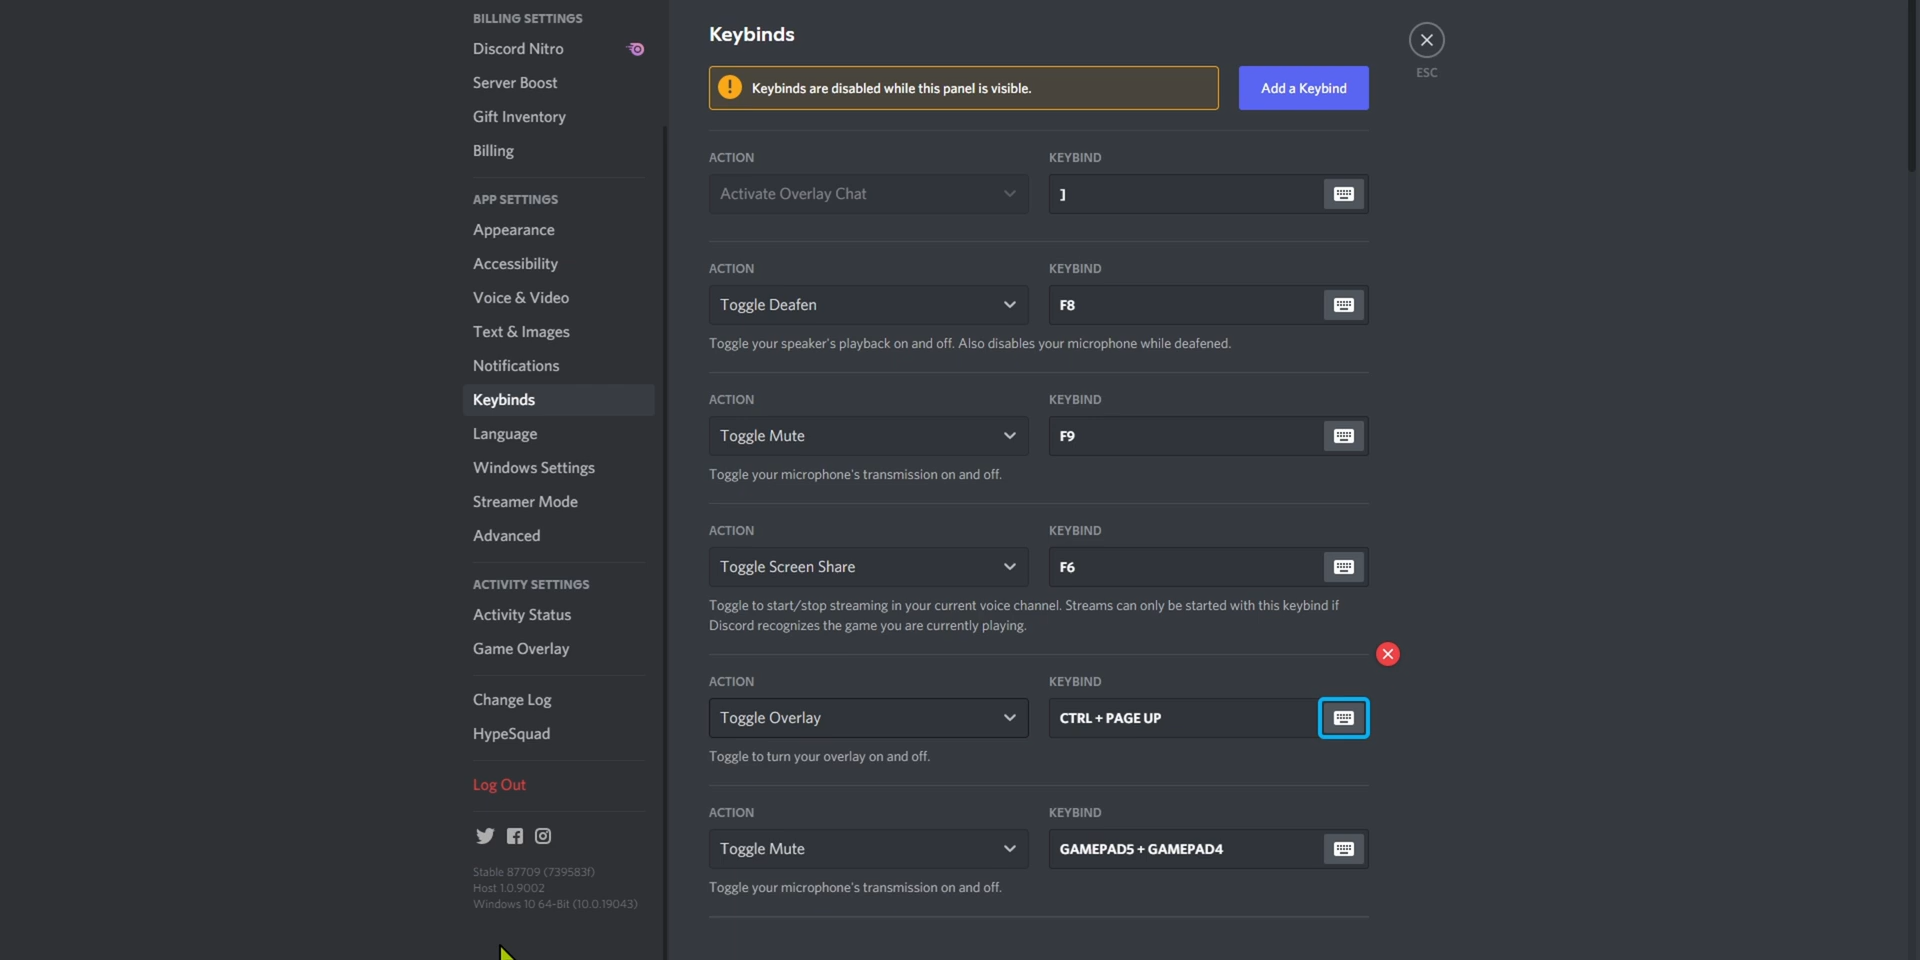 BILLING SETTINGS
Discord Nitro
Server Boost
Gift Inventory
Billing
APP SETTINGS
Appearance
Accessibility
Voice & Video
Text & Images
Notifications
Keybinds
Language
Windows Settings
Streamer Mode
Advanced
ACTIVITY SETTINGS
Activity Status
Game Overlay
Change Log
HypeSquad
Log Out
Stable 87709 (739583f)
Host 1.0.9002
Windows 10 64-Bit (10.0.19043)
Keybinds
Keybinds are disabled while this panel is visible.
Add a Keybind
ESC
ACTION KEYBIND
Activate Overlay Chat ]
ACTION KEYBIND
Toggle Deafen F8
Toggle your speaker's playback on and off. Also disables your microphone while deafened.
ACTION KEYBIND
Toggle Mute F9
Toggle your microphone's transmission on and off.
ACTION KEYBIND
Toggle Screen Share F6
Toggle to start/stop streaming in your current voice channel. Streams can only be started with this keybind if
Discord recognizes the game you are currently playing.
ACTION KEYBIND
Toggle Overlay CTRL + PAGE UP
Toggle to turn your overlay on and off.
ACTION KEYBIND
Toggle Mute GAMEPAD5 + GAMEPAD4
Toggle your microphone's transmission on and off.